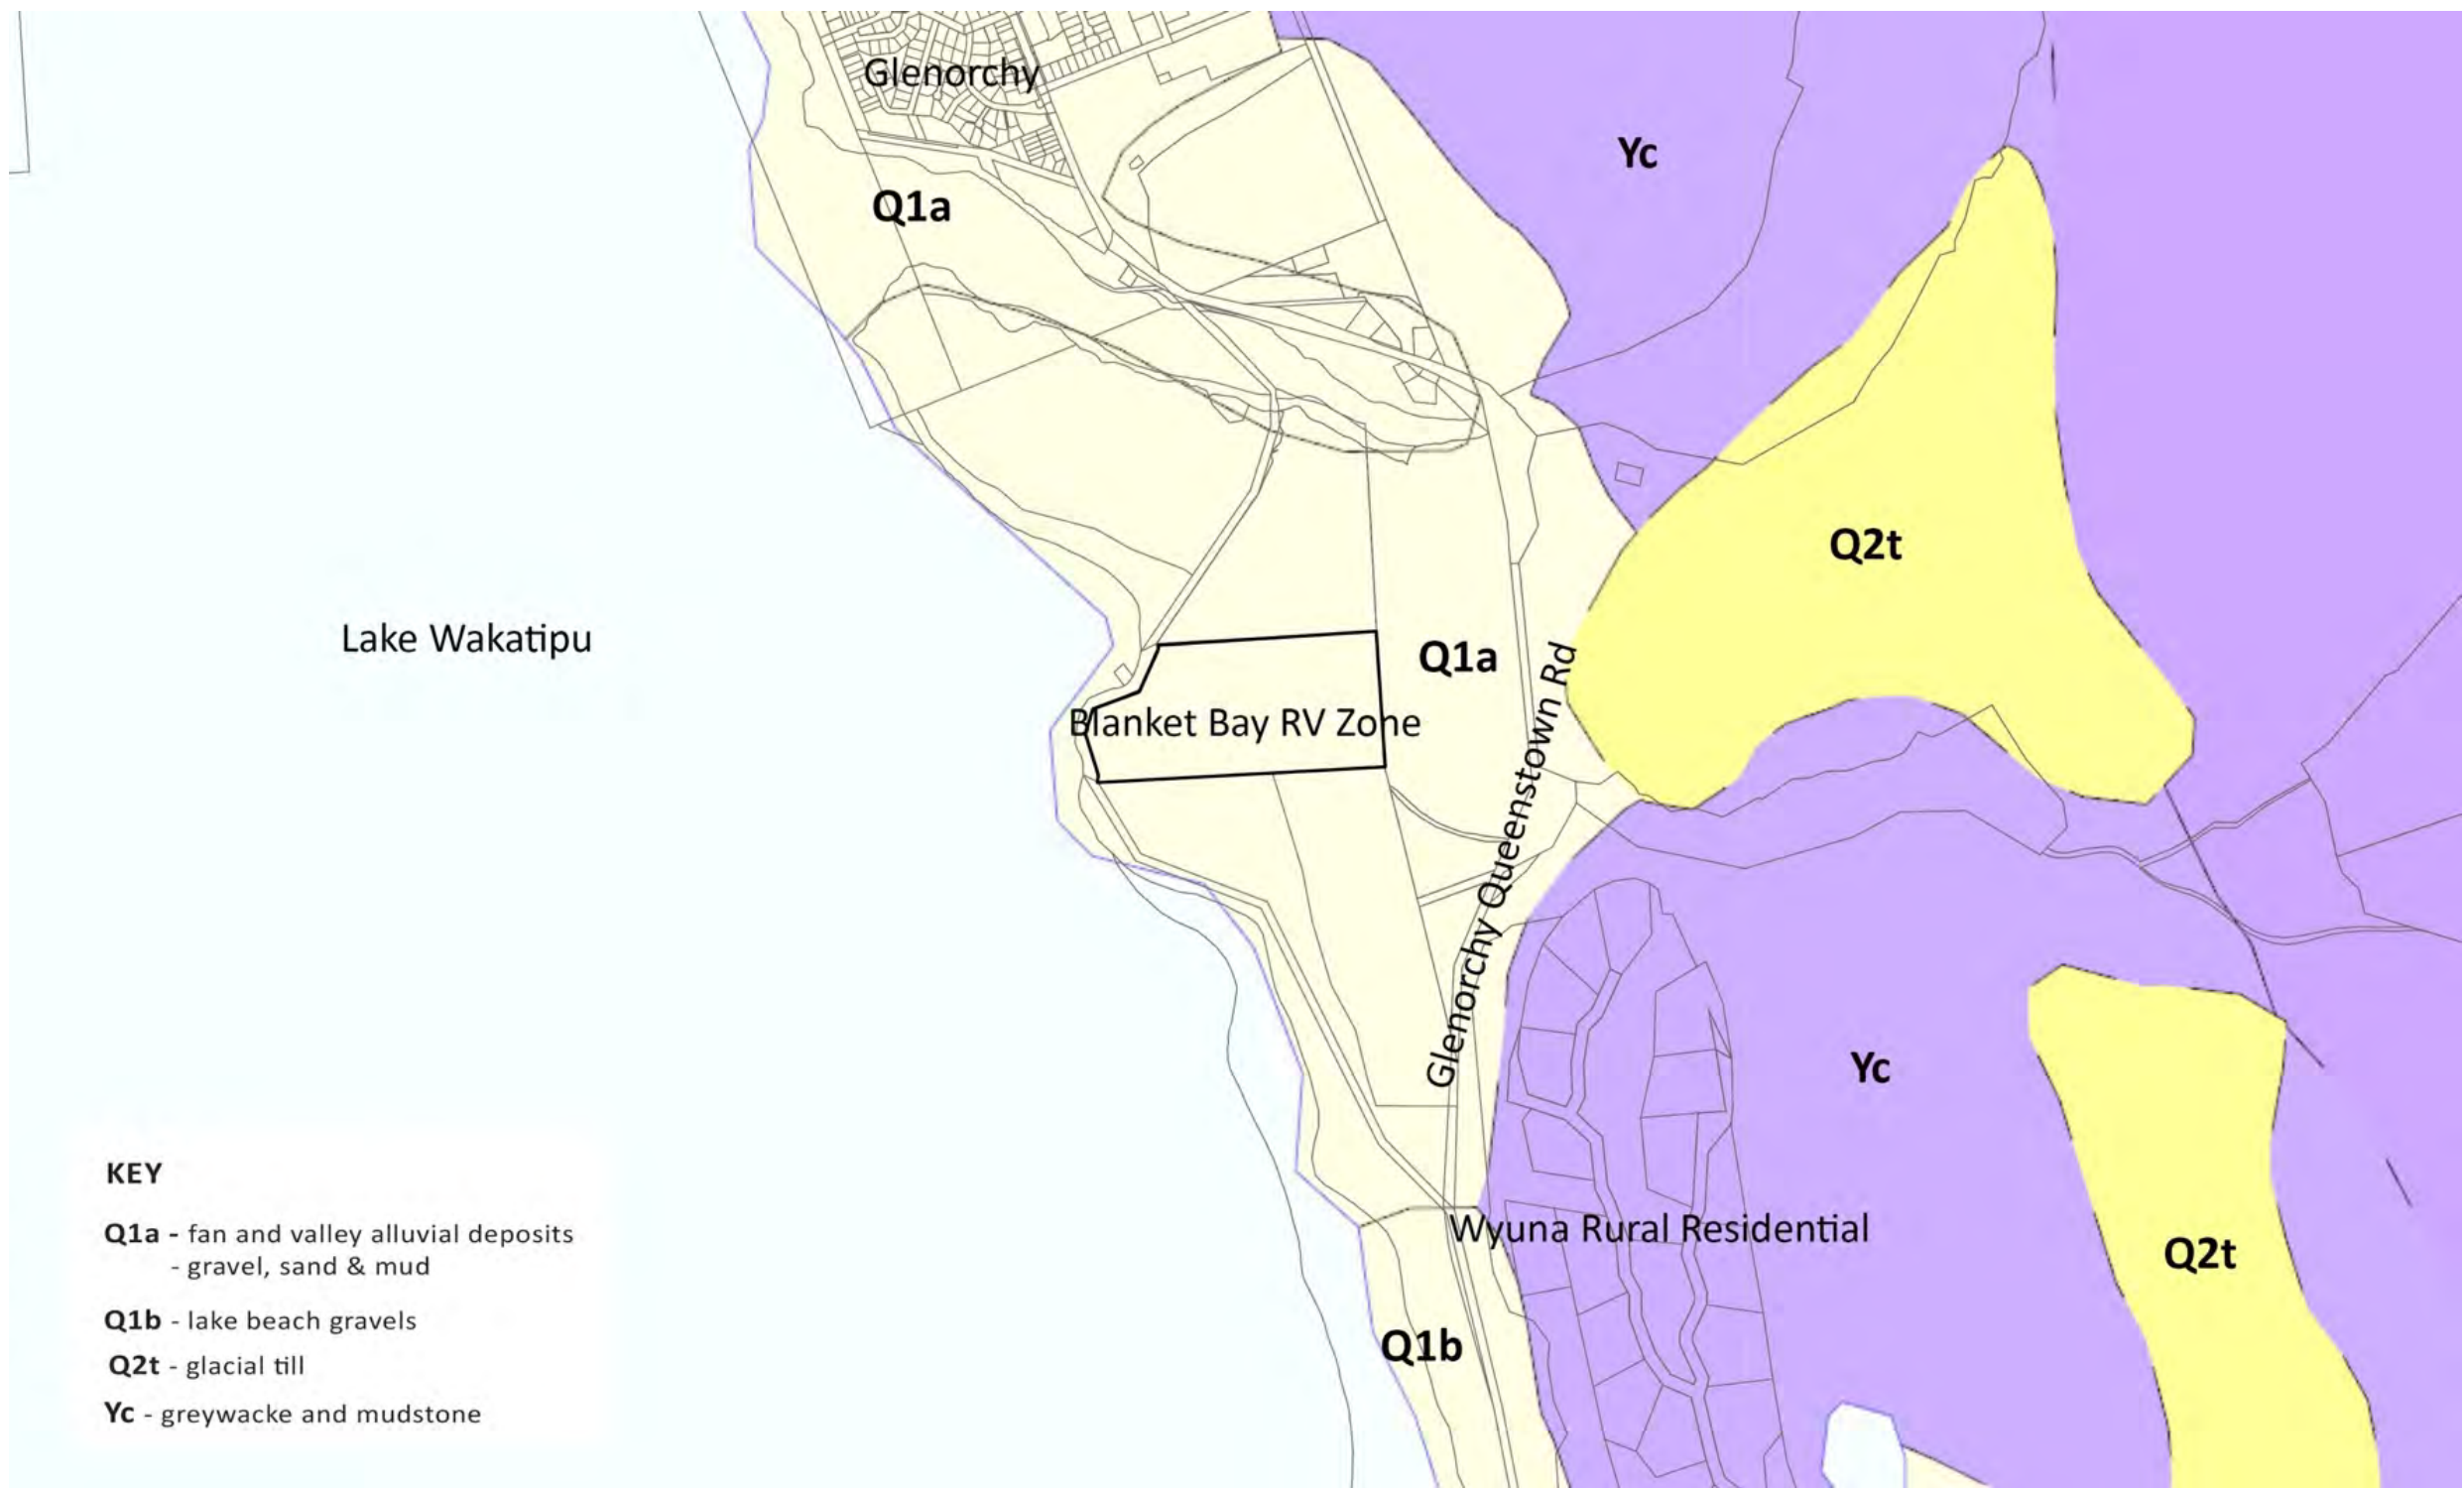 Glenorchy
Yc
Q1a
Q2t
Lake Wakatipu
Q1a
Blanket Bay RV Zone
Glenorchy Queenstown Rd
Yc
Wyuna Rural Residential
Q2t
Q1b
KEY
Q1a - fan and valley alluvial deposits
- gravel, sand & mud
Q1b - lake beach gravels
Q2t - glacial till
Yc - greywacke and mudstone